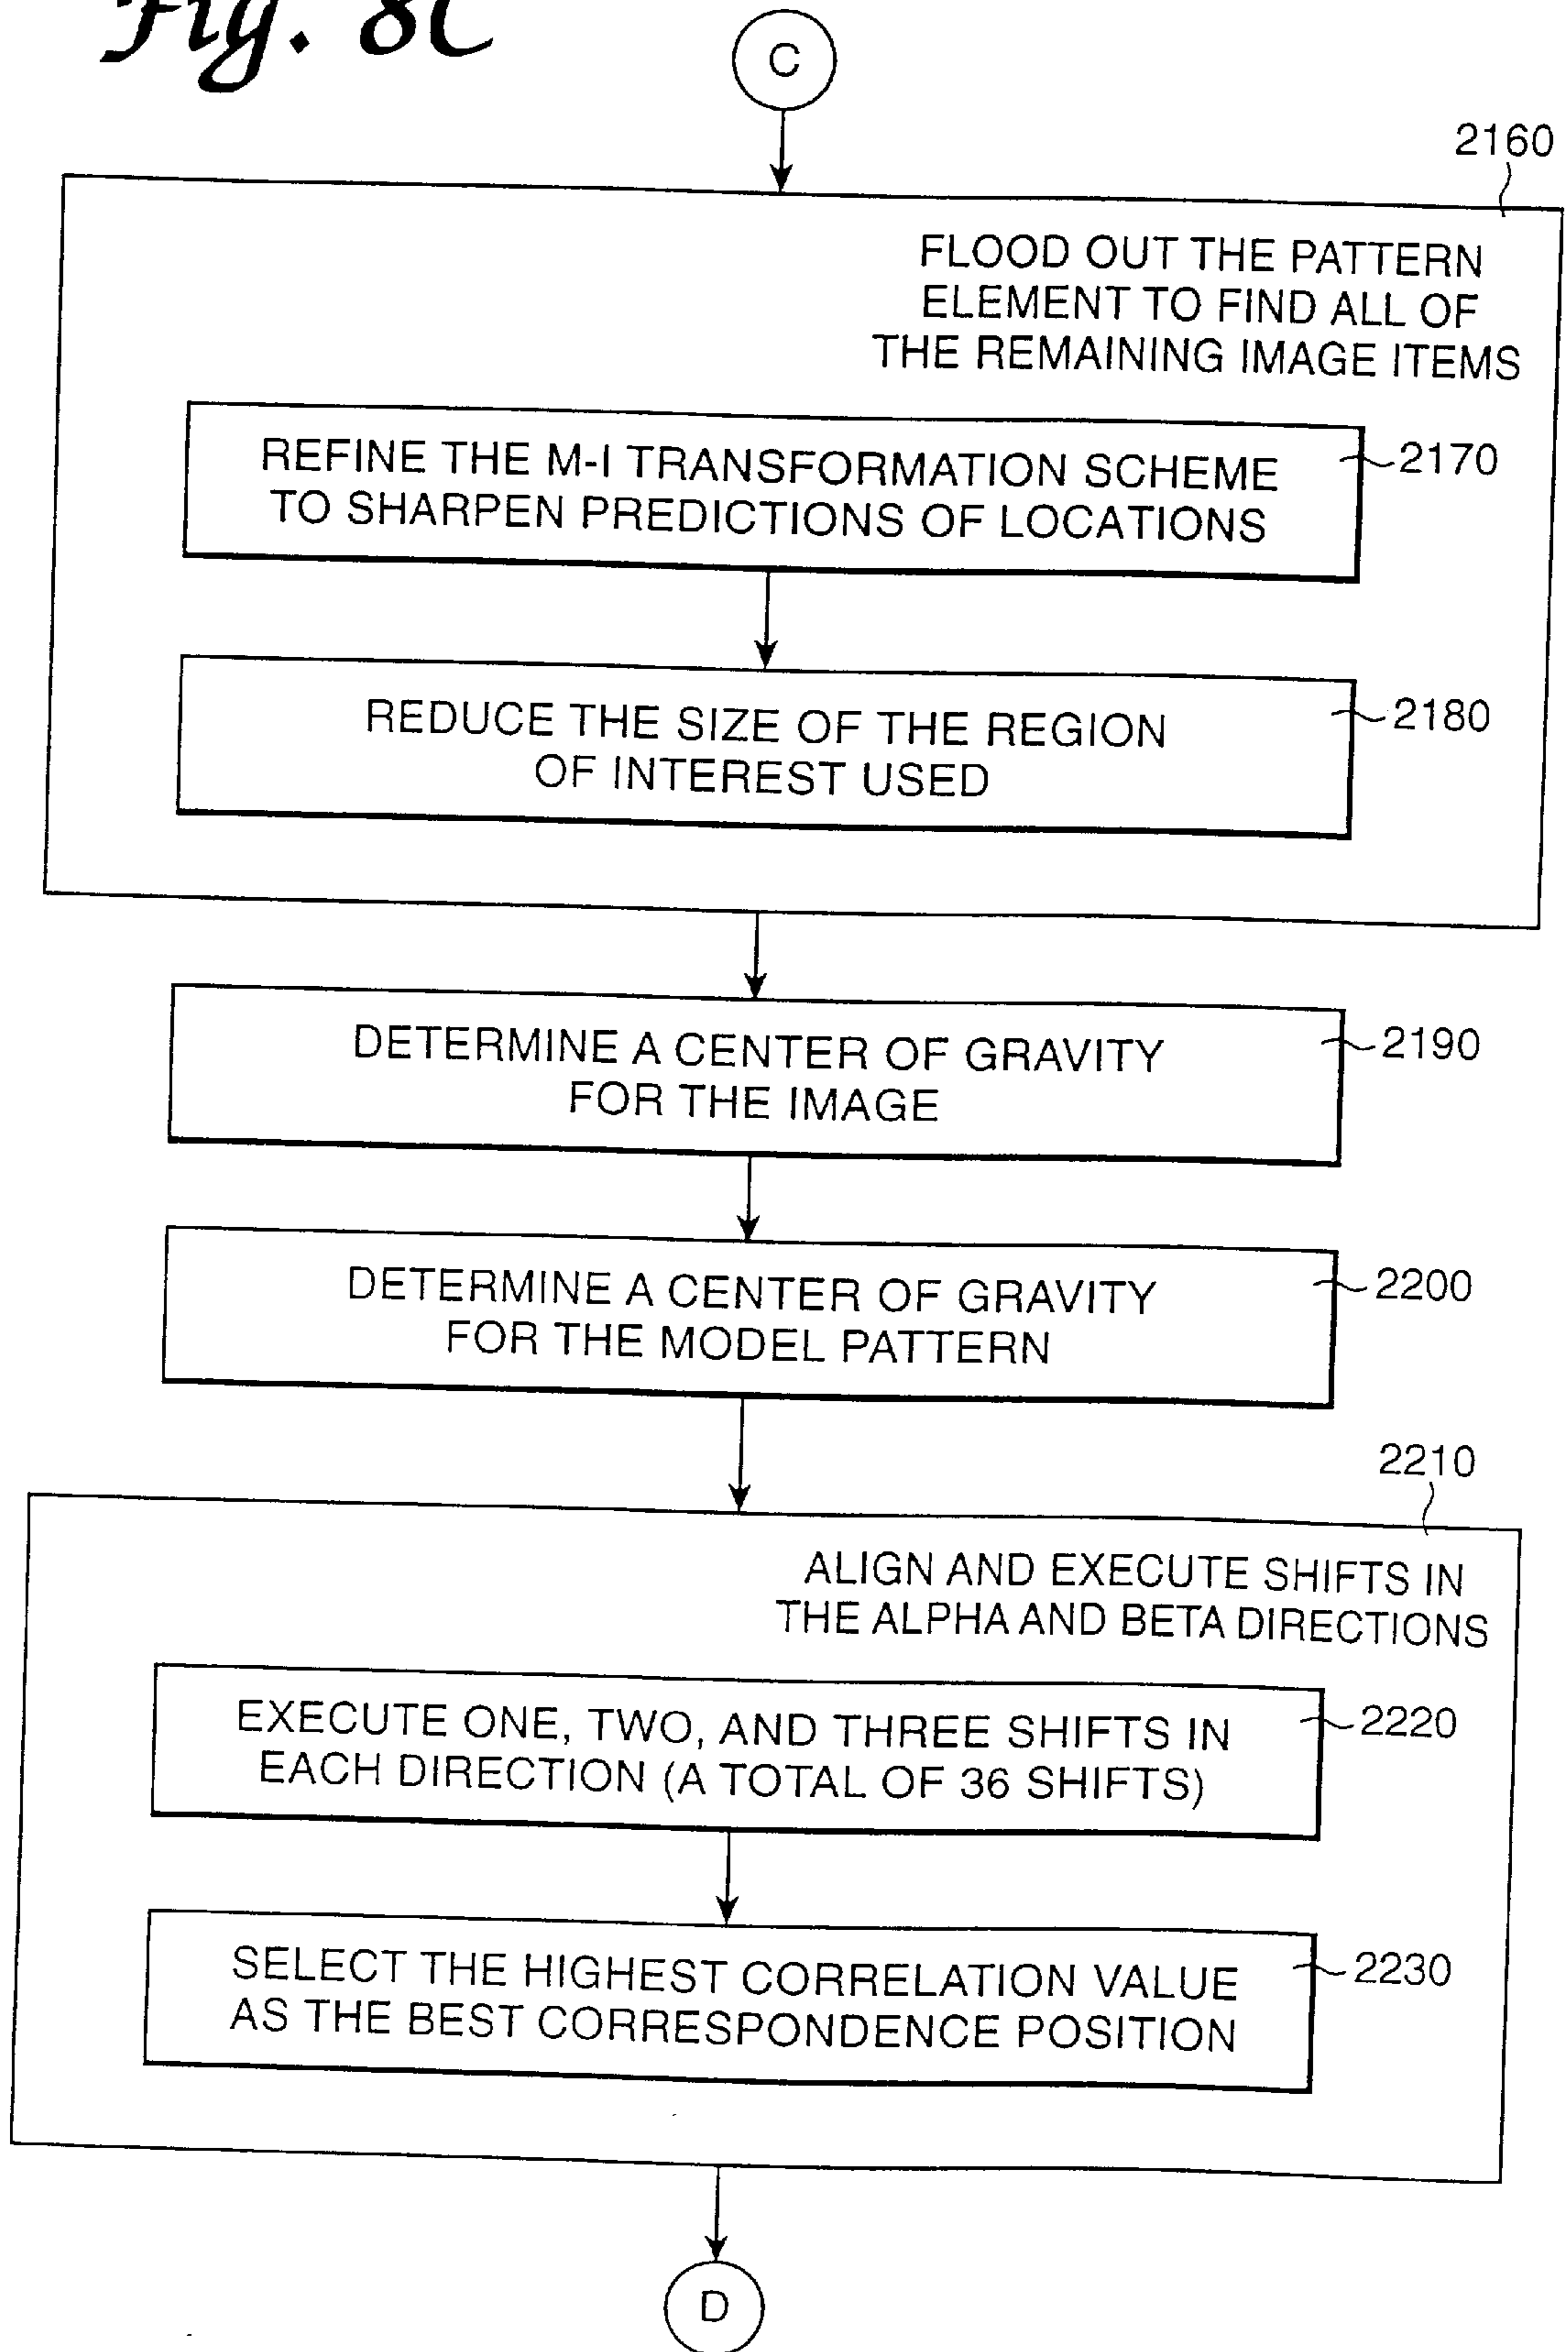 Fig. 8C
C
2160
FLOOD OUT THE PATTERN
ELEMENT TO FIND ALL OF
THE REMAINING IMAGE ITEMS
REFINE THE M-I TRANSFORMATION SCHEME
TO SHARPEN PREDICTIONS OF LOCATIONS
2170
REDUCE THE SIZE OF THE REGION
OF INTEREST USED
2180
DETERMINE A CENTER OF GRAVITY
FOR THE IMAGE
2190
DETERMINE A CENTER OF GRAVITY
FOR THE MODEL PATTERN
2200
2210
ALIGN AND EXECUTE SHIFTS IN
THE ALPHA AND BETA DIRECTIONS
EXECUTE ONE, TWO, AND THREE SHIFTS IN
EACH DIRECTION (A TOTAL OF 36 SHIFTS)
2220
SELECT THE HIGHEST CORRELATION VALUE
AS THE BEST CORRESPONDENCE POSITION
2230
D